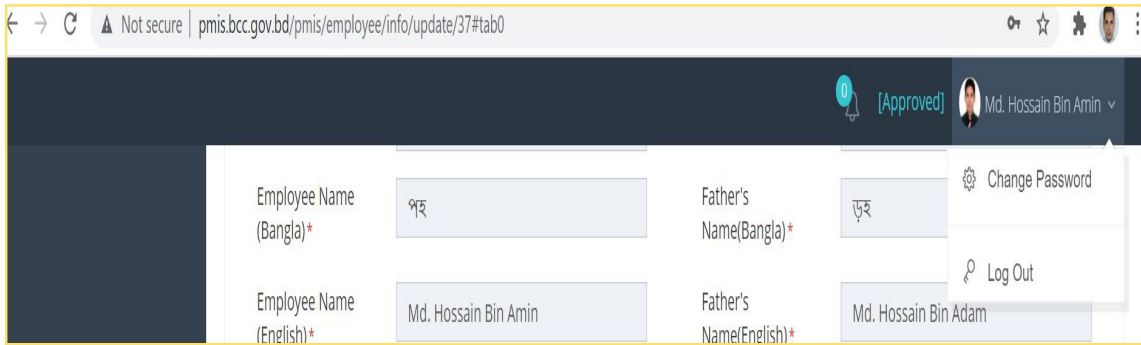 Not secure | pmis.bcc.gov.bd/pmis/employee/info/update/37#tab0
0 [Approved] Md. Hossain Bin Amin
Change Password
Log Out
Employee Name
(Bangla)*
পহ
Father's
Name(Bangla)*
ড়হ
Employee Name
(English)*
Md. Hossain Bin Amin
Father's
Name(English)*
Md. Hossain Bin Adam